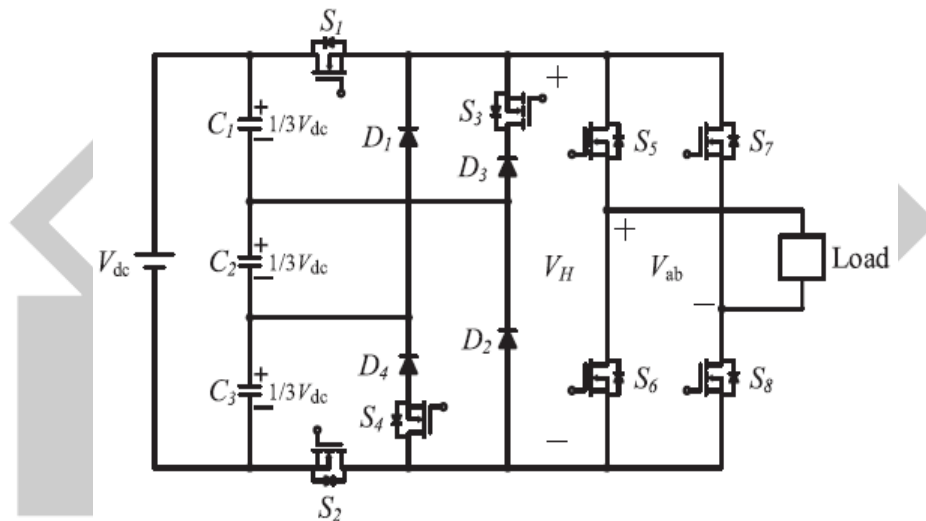 S1
+
C1 1/3Vdc
−
S3
+
D1
D3
S5
S7
Vdc
+
C2 1/3Vdc
−
VH
+
Vab
−
Load
D2
D4
+
C3 1/3Vdc
−
S4
S6
S8
−
S2